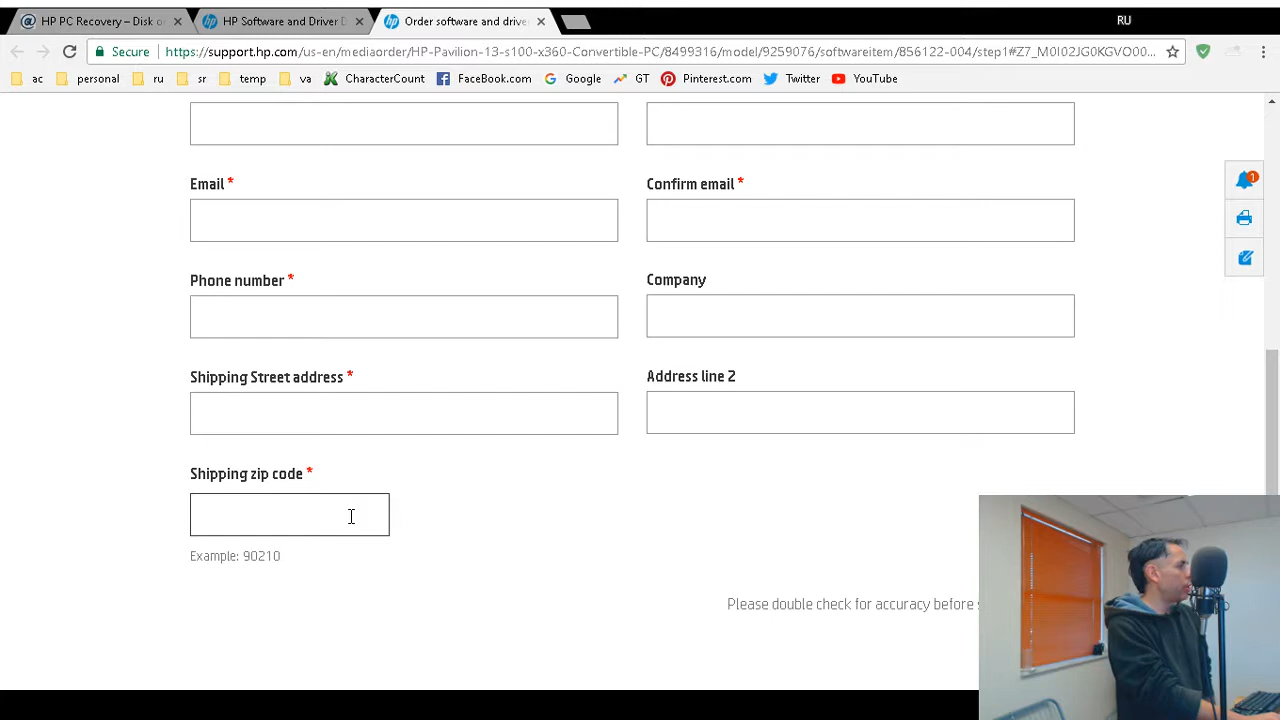 HP PC Recovery – Disk o
HP Software and Driver D
Order software and drive
RU
Secure
https://support.hp.com/us-en/mediaorder/HP-Pavilion-13-s100-x360-Convertible-PC/8499316/model/9259076/softwareitem/856122-004/step1#Z7_M0I02JG0KGVO00...
ac
personal
ru
sr
temp
va
CharacterCount
FaceBook.com
Google
GT
Pinterest.com
Twitter
YouTube
1
Email *
Confirm email *
Phone number *
Company
Shipping Street address *
Address line 2
Shipping zip code *
Example: 90210
Please double check for accuracy before s